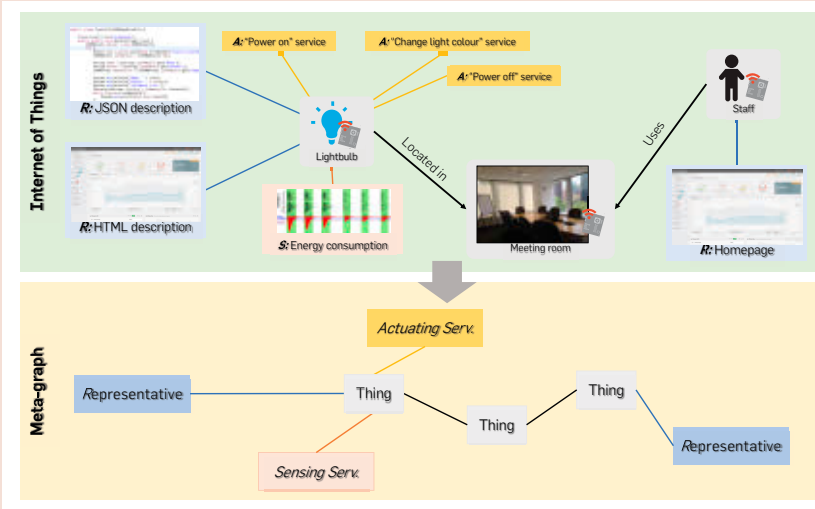 Internet of Things
A: "Power on" service
A: "Change light colour" service
A: "Power off" service
R: JSON description
Lightbulb
Located in
Uses
Staff
R: HTML description
S: Energy consumption
Meeting room
R: Homepage
Meta-graph
Actuating Serv.
Representative
Thing
Thing
Thing
Representative
Sensing Serv.